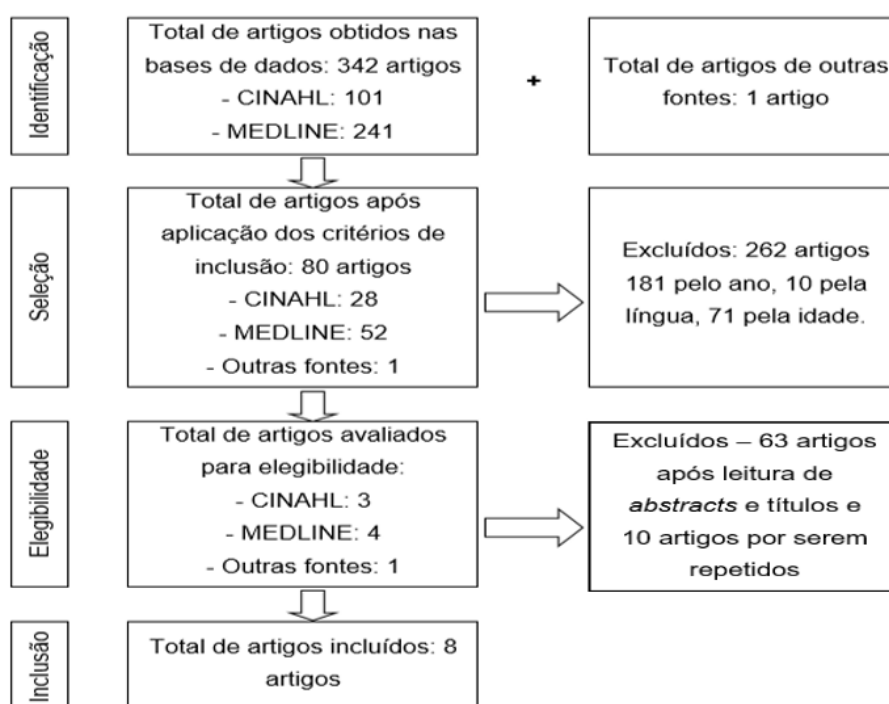 Identificação
Total de artigos obtidos nas
bases de dados: 342 artigos
- CINAHL: 101
- MEDLINE: 241
+
Total de artigos de outras
fontes: 1 artigo
Seleção
Total de artigos após
aplicação dos critérios de
inclusão: 80 artigos
- CINAHL: 28
- MEDLINE: 52
- Outras fontes: 1
Excluídos: 262 artigos
181 pelo ano, 10 pela
língua, 71 pela idade.
Elegibilidade
Total de artigos avaliados
para elegibilidade:
- CINAHL: 3
- MEDLINE: 4
- Outras fontes: 1
Excluídos – 63 artigos
após leitura de
abstracts e títulos e
10 artigos por serem
repetidos
Inclusão
Total de artigos incluídos: 8
artigos